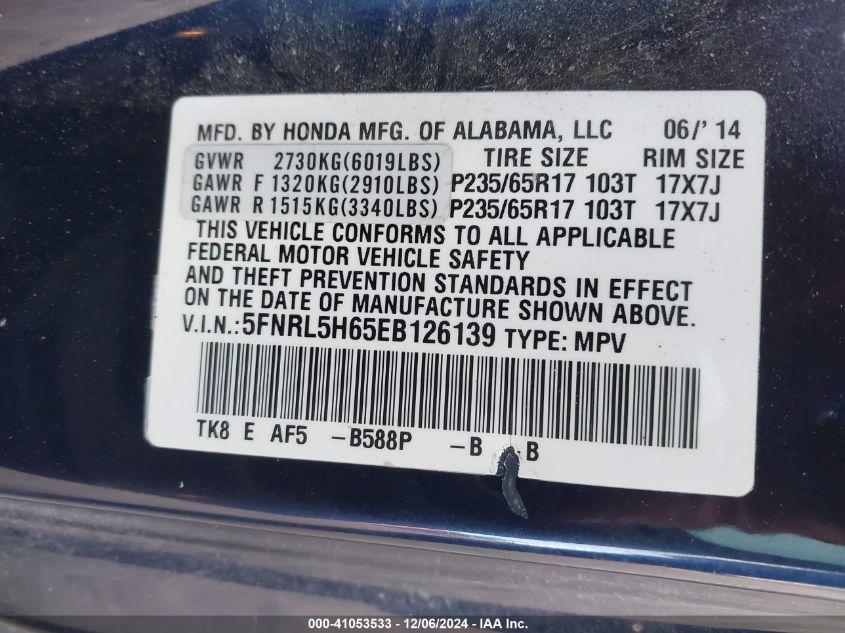 MFD. BY HONDA MFG. OF ALABAMA, LLC 06/' 14
GVWR 2730KG(6019LBS) TIRE SIZE RIM SIZE
GAWR F 1320KG(2910LBS) P235/65R17 103T 17X7J
GAWR R 1515KG(3340LBS) P235/65R17 103T 17X7J
THIS VEHICLE CONFORMS TO ALL APPLICABLE
FEDERAL MOTOR VEHICLE SAFETY
AND THEFT PREVENTION STANDARDS IN EFFECT
ON THE DATE OF MANUFACTURE SHOWN ABOVE.
V.I.N.:5FNRL5H65EB126139 TYPE: MPV
TK8 E AF5 -B588P -B B
000-41053533 - 12/06/2024 - IAA Inc.